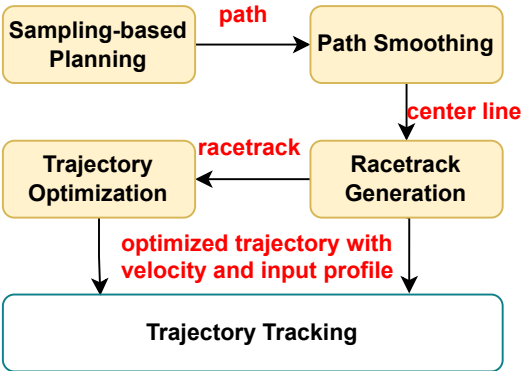 path
Sampling-based
Planning
Path Smoothing
center line
racetrack
Trajectory
Optimization
Racetrack
Generation
optimized trajectory with
velocity and input profile
Trajectory Tracking